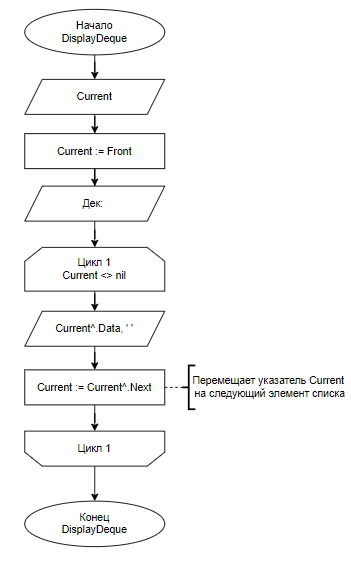 Начало
DisplayDeque
Current
Current := Front
Дек:
Цикл 1
Current <> nil
Current^.Data, ' '
Current := Current^.Next
Перемещает указатель Current
на следующий элемент списка
Цикл 1
Конец
DisplayDeque